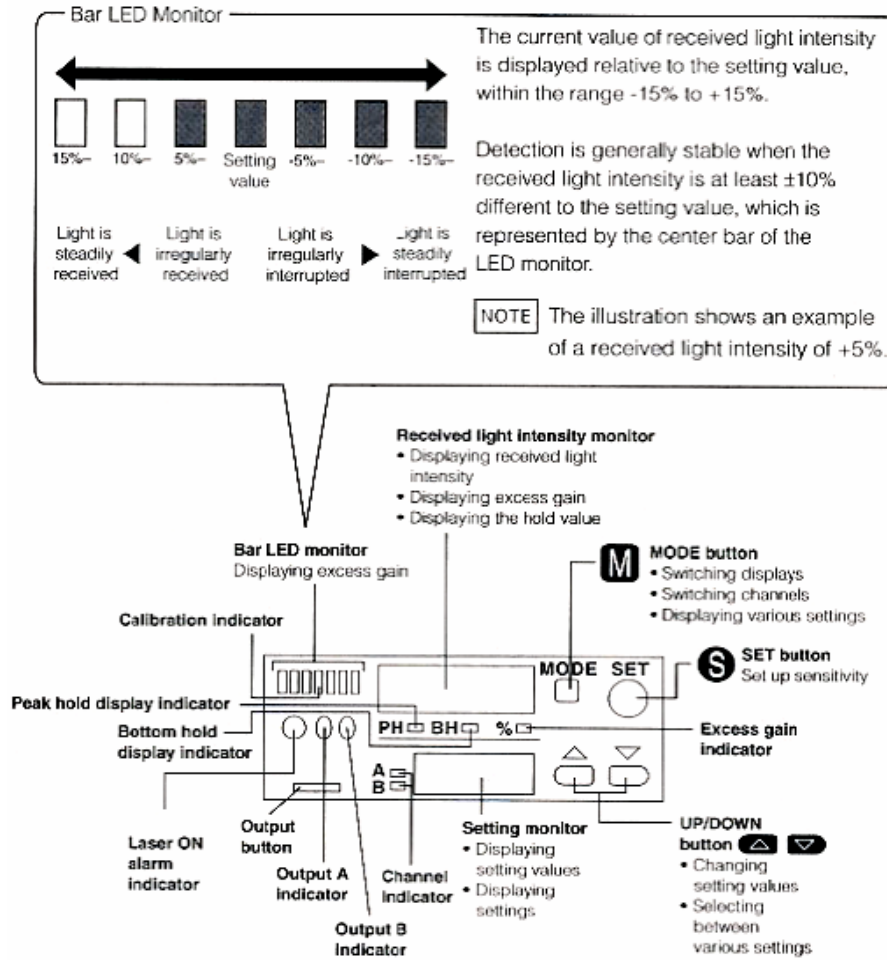 Bar LED Monitor
15%– 10%– 5%– Setting value -5%– -10%– -15%–
Light is steadily received
Light is irregularly received
Light is irregularly interrupted
Light is steadily interrupted
The current value of received light intensity
is displayed relative to the setting value,
within the range -15% to +15%.
Detection is generally stable when the
received light intensity is at least ±10%
different to the setting value, which is
represented by the center bar of the
LED monitor.
NOTE The illustration shows an example
of a received light intensity of +5%.
Received light intensity monitor
• Displaying received light
intensity
• Displaying excess gain
• Displaying the hold value
Bar LED monitor
Displaying excess gain
M MODE button
• Switching displays
• Switching channels
• Displaying various settings
Calibration indicator
MODE SET
S SET button
Set up sensitivity
Peak hold display indicator
PH BH %
Bottom hold
display indicator
Excess gain
indicator
A
B
Laser ON
alarm
indicator
Output
button
Output A
indicator
Output B
Indicator
Channel
indicator
Setting monitor
• Displaying
setting values
• Displaying
settings
UP/DOWN
button
• Changing
setting values
• Selecting
between
various settings